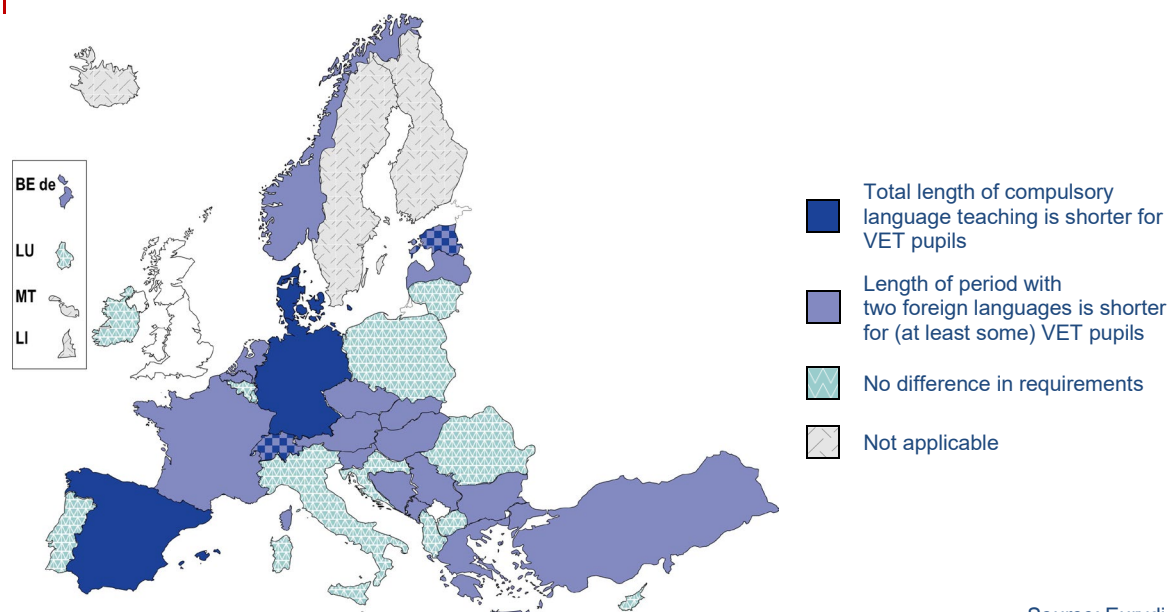 BE de
LU
MT
LI
Total length of compulsory
language teaching is shorter for
VET pupils
Length of period with
two foreign languages is shorter
for (at least some) VET pupils
No difference in requirements
Not applicable